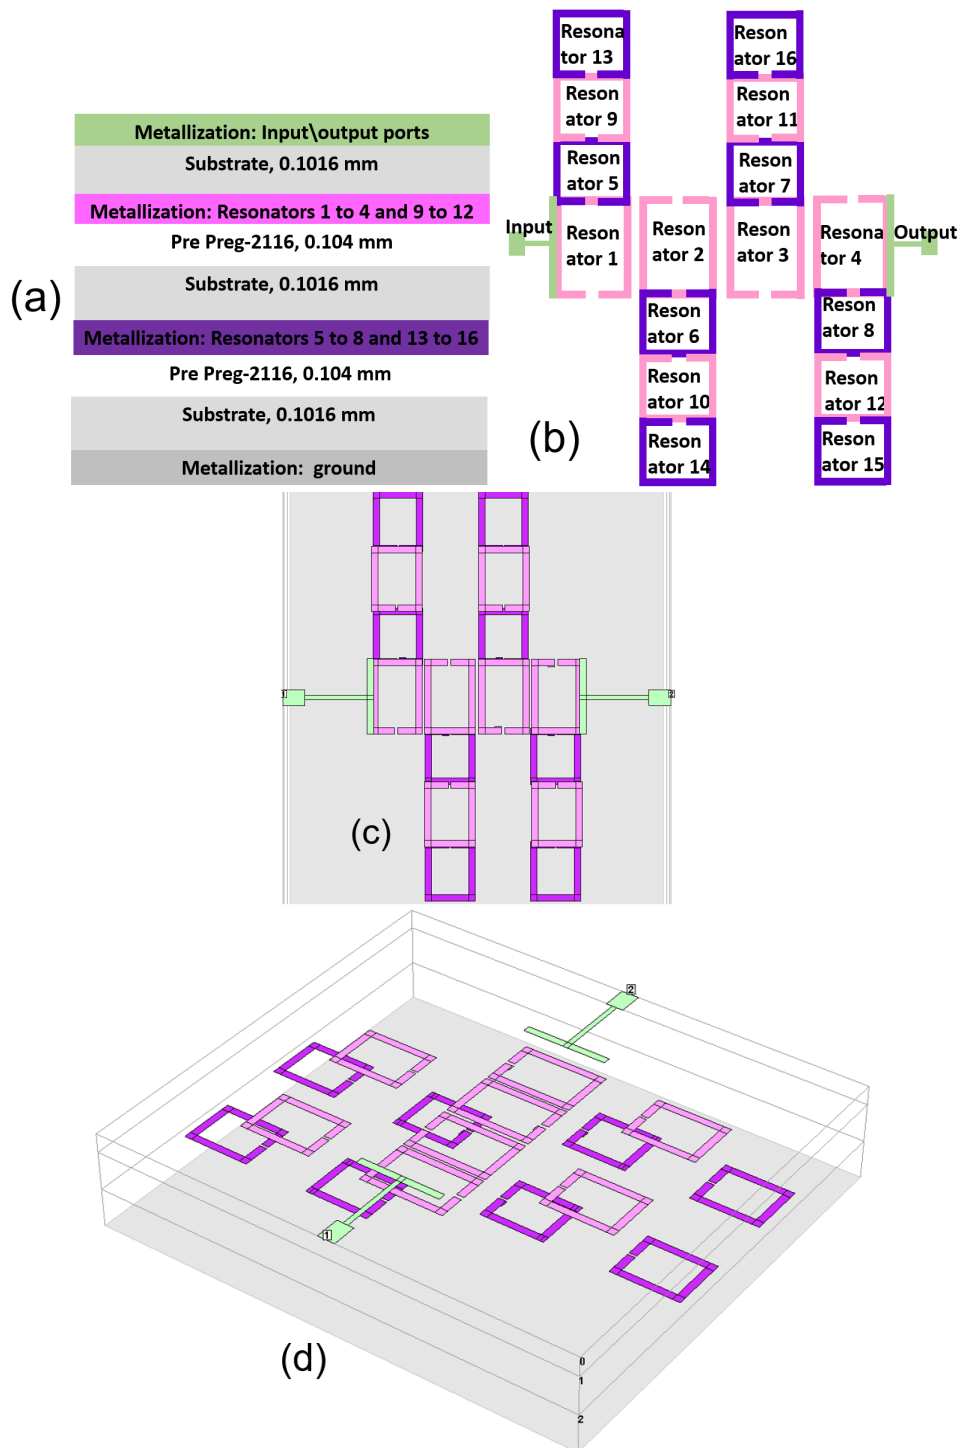 (a)
Metallization: Input\output ports
Substrate, 0.1016 mm
Metallization: Resonators 1 to 4 and 9 to 12
Pre Preg-2116, 0.104 mm
Substrate, 0.1016 mm
Metallization: Resonators 5 to 8 and 13 to 16
Pre Preg-2116, 0.104 mm
Substrate, 0.1016 mm
Metallization: ground
(b)
Resona
tor 13
Reson
ator 9
Reson
ator 5
Input
Reson
ator 1
Reson
ator 2
Reson
ator 6
Reson
ator 10
Reson
ator 14
Reson
ator 16
Reson
ator 11
Reson
ator 7
Reson
ator 3
Resona
tor 4
Output
Reson
ator 8
Reson
ator 12
Reson
ator 15
(c)
1
2
(d)
2
1
0
1
2